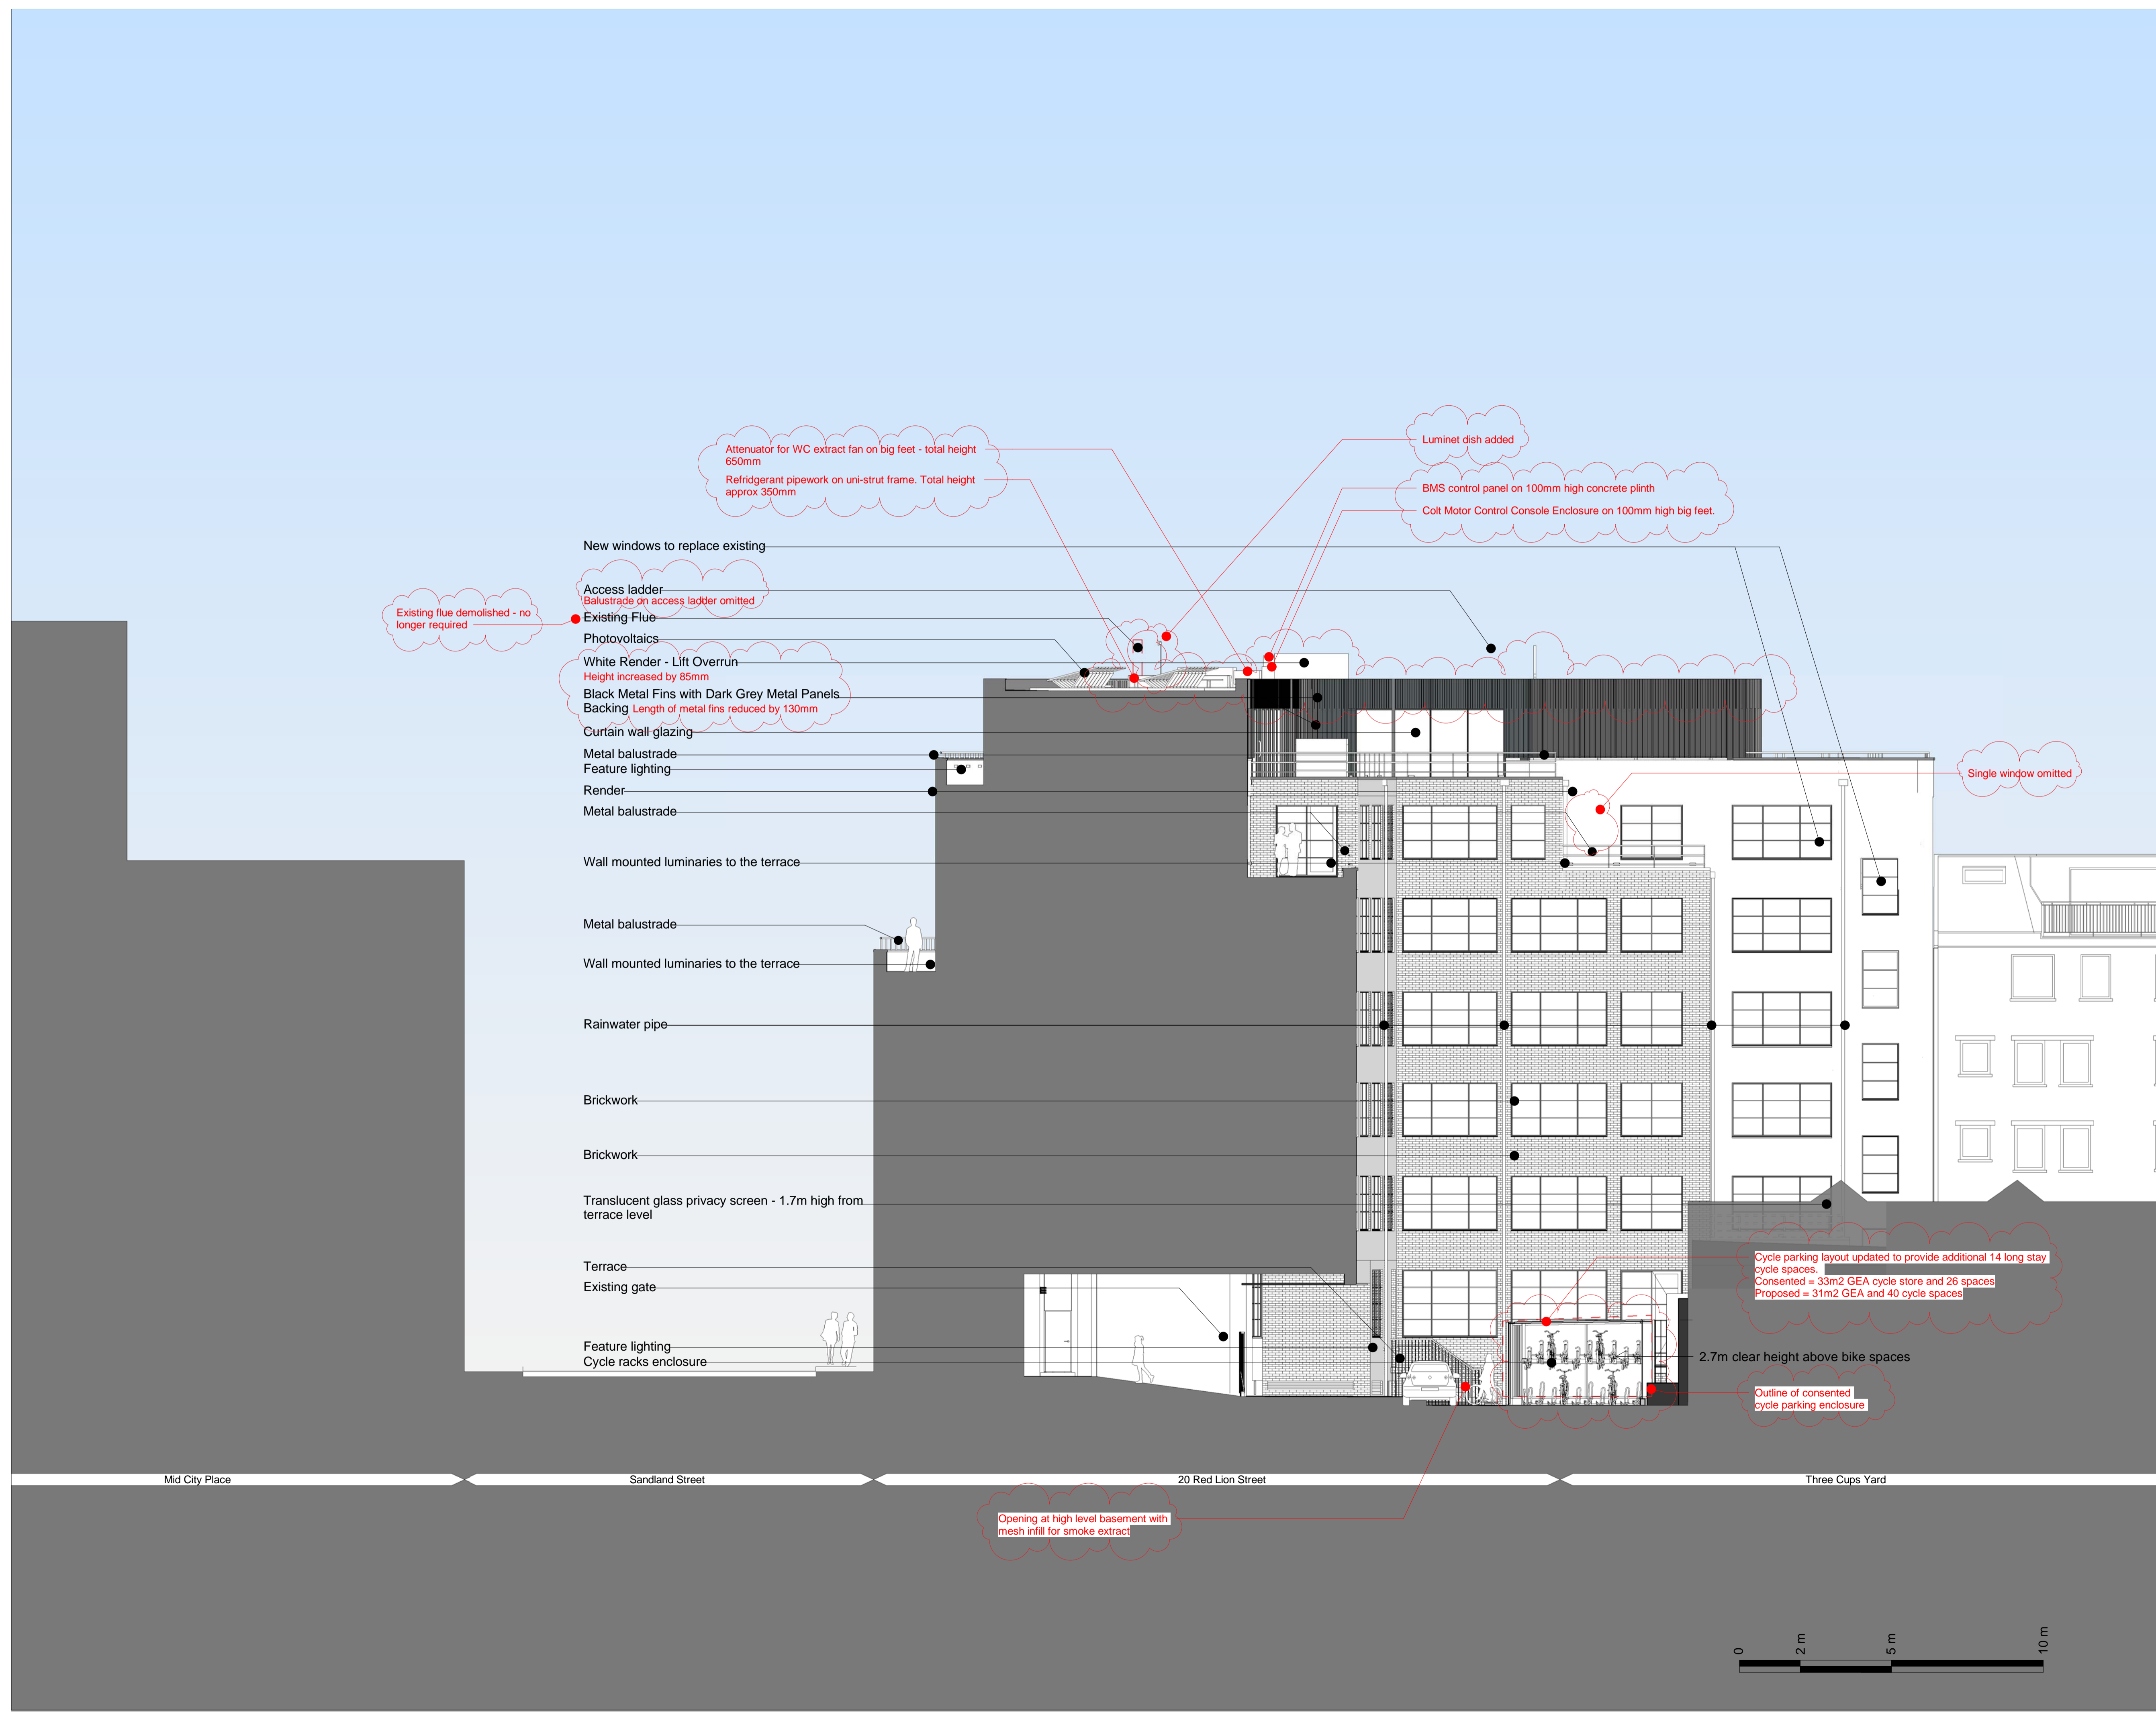 Attenuator for WC extract fan on big feet - total height
650mm
Refridgerant pipework on uni-strut frame. Total height
approx 350mm
Luminet dish added
BMS control panel on 100mm high concrete plinth
Colt Motor Control Console Enclosure on 100mm high big feet.
New windows to replace existing
Access ladder
Balustrade on access ladder omitted
Existing flue demolished - no
longer required
Existing Flue
Photovoltaics
White Render - Lift Overrun
Height increased by 85mm
Black Metal Fins with Dark Grey Metal Panels
Backing Length of metal fins reduced by 130mm
Curtain wall glazing
Metal balustrade
Feature lighting
Single window omitted
Render
Metal balustrade
Wall mounted luminaries to the terrace
Metal balustrade
Wall mounted luminaries to the terrace
Rainwater pipe
Brickwork
Brickwork
Translucent glass privacy screen - 1.7m high from
terrace level
Terrace
Existing gate
Cycle parking layout updated to provide additional 14 long stay
cycle spaces.
Consented = 33m2 GEA cycle store and 26 spaces
Proposed = 31m2 GEA and 40 cycle spaces
Feature lighting
Cycle racks enclosure
2.7m clear height above bike spaces
Outline of consented
cycle parking enclosure
Mid City Place
Sandland Street
20 Red Lion Street
Three Cups Yard
Opening at high level basement with
mesh infill for smoke extract
0
2 m
5 m
10 m